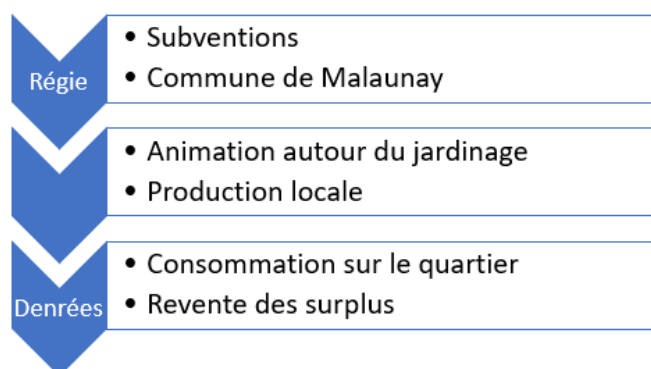 Régie
• Subventions
• Commune de Malaunay
• Animation autour du jardinage
• Production locale
Denrées
• Consommation sur le quartier
• Revente des surplus